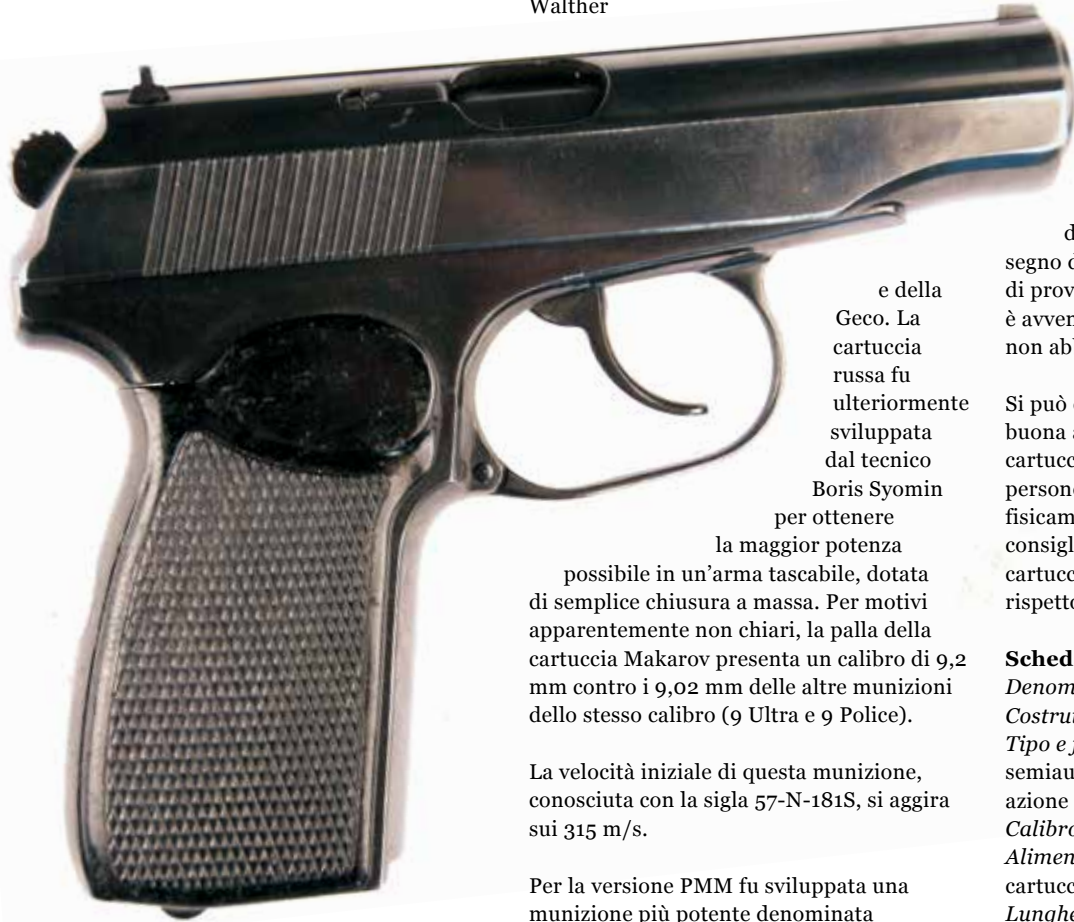 Walther
e della
Geco. La
cartuccia
russa fu
ulteriormente
sviluppata
dal tecnico
Boris Syomin
per ottenere
la maggior potenza
possibile in un’arma tascabile, dotata
di semplice chiusura a massa. Per motivi
apparentemente non chiari, la palla della
cartuccia Makarov presenta un calibro di 9,2
mm contro i 9,02 mm delle altre munizioni
dello stesso calibro (9 Ultra e 9 Police).
La velocità iniziale di questa munizione,
conosciuta con la sigla 57-N-181S, si aggira
sui 315 m/s.
Per la versione PMM fu sviluppata una
munizione più potente denominata
d
segno d
di prov
è avven
non ab
Si può
buona a
cartucc
person
fisicam
consigl
cartucc
rispetto
Sched
Denom
Costru
Tipo e f
semiau
azione
Calibro
Alimen
cartucc
Lunghe